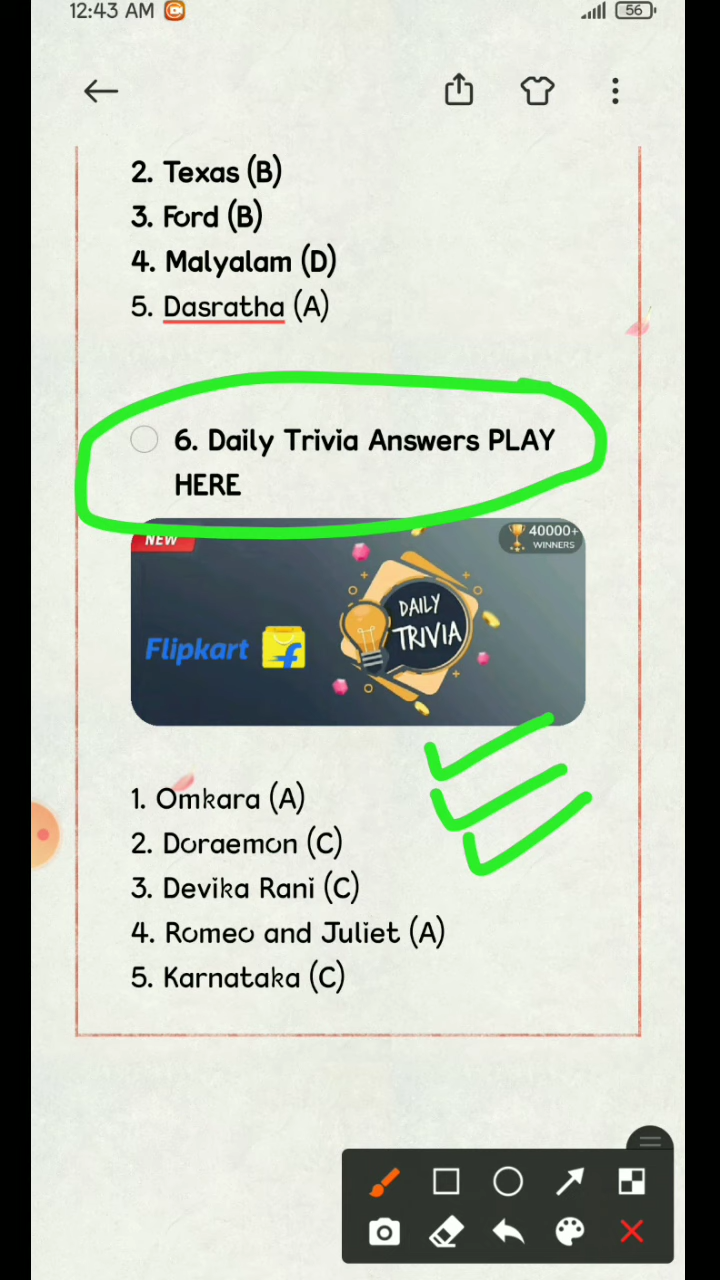 12:43 AM
56
2. Texas (B)
3. Ford (B)
4. Malyalam (D)
5. Dasratha (A)
6. Daily Trivia Answers PLAY
HERE
NEW
40000+
WINNERS
Flipkart
DAILY
TRIVIA
1. Omkara (A)
2. Doraemon (C)
3. Devika Rani (C)
4. Romeo and Juliet (A)
5. Karnataka (C)